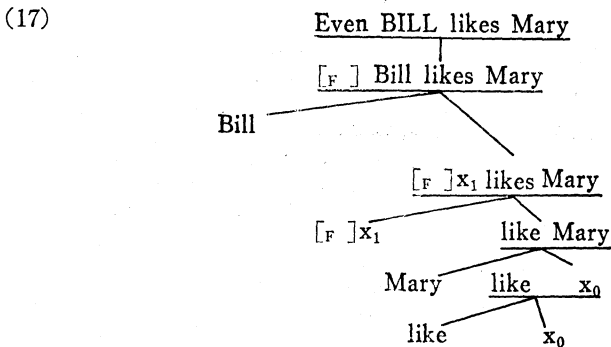 (17)
Even BILL likes Mary
[F ] Bill likes Mary
Bill
[F ]x₁ likes Mary
[F ]x₁
like Mary
Mary
like x₀
like
x₀